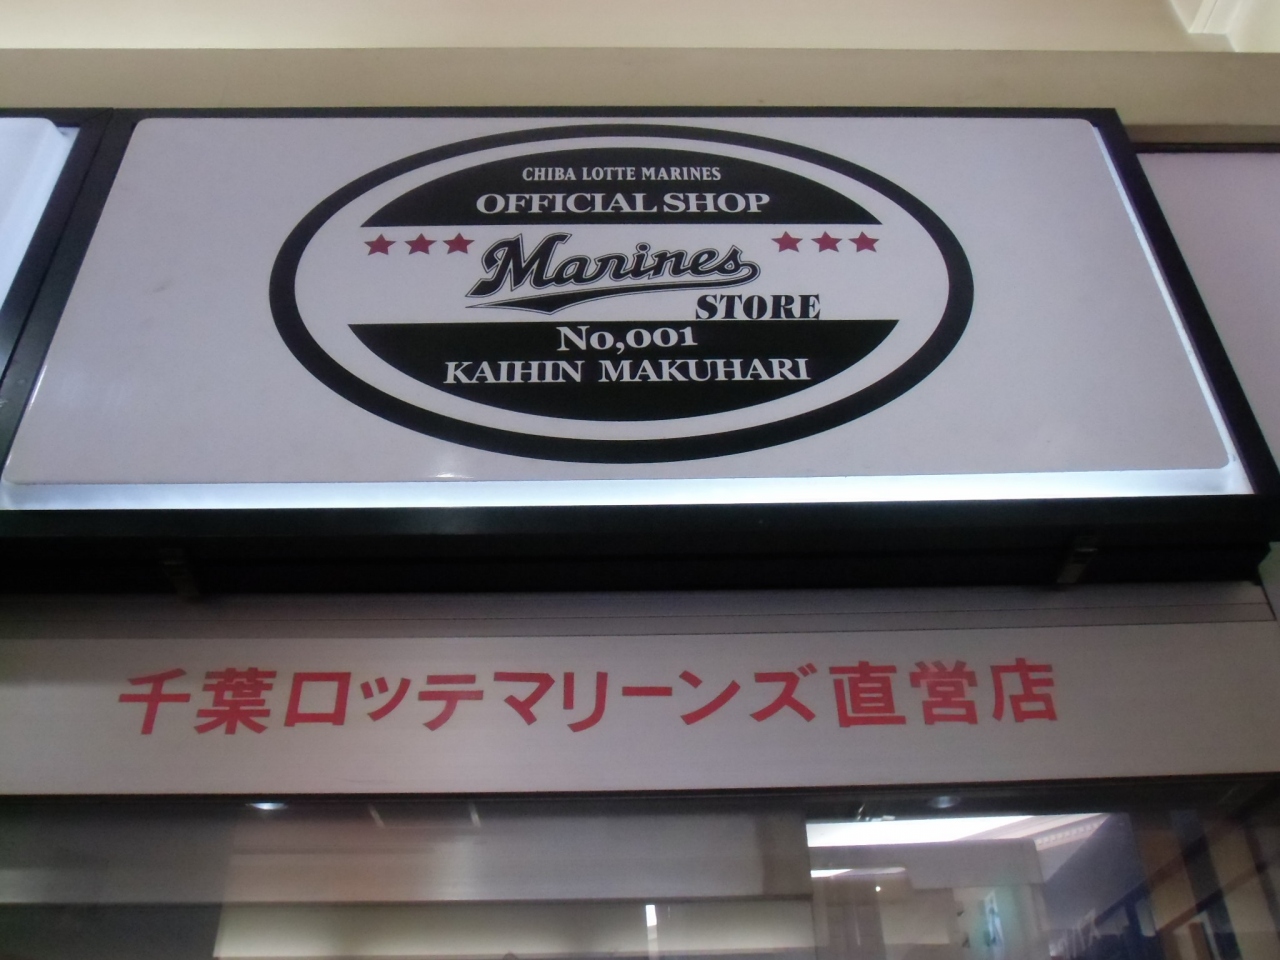 CHIBA LOTTE MARINES
OFFICIAL SHOP
Marines
STORE
No,001
KAIHIN MAKUHARI
千葉ロッテマリーンズ直営店